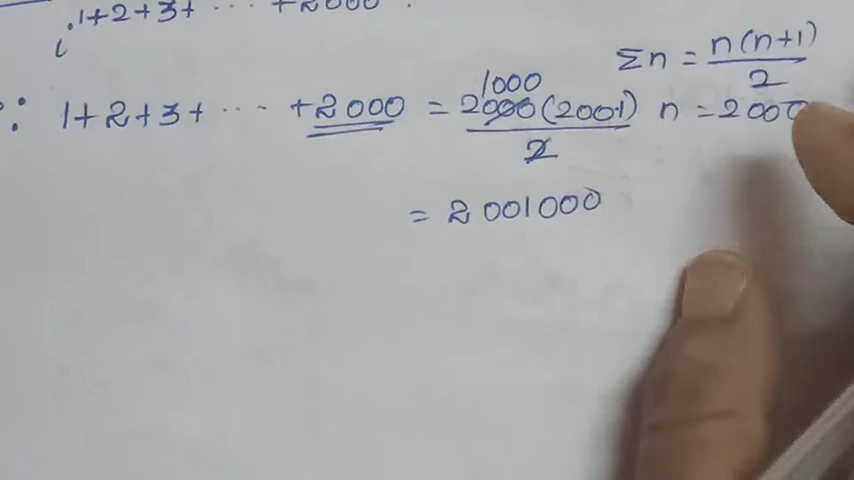 i^1+2+3+ ... +2000 .
Σn = n(n+1)/2
∵ 1+2+3+ ... +2000 = 2000(2001)/2 1000 n = 2000
= 2001000